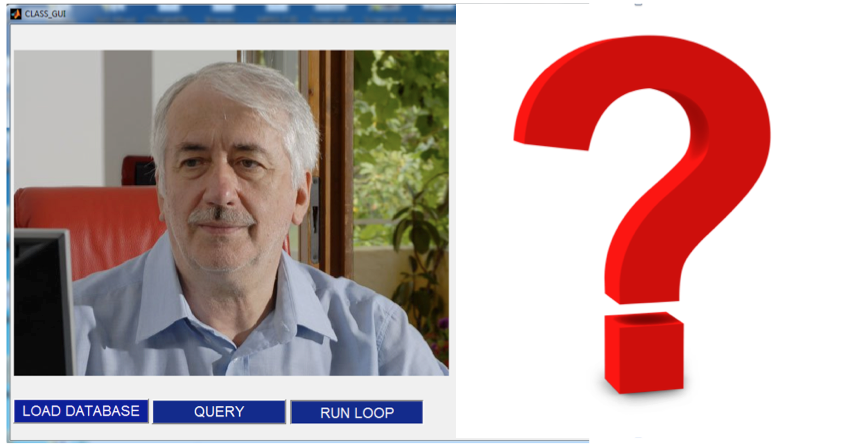 CLASS_GUI
LOAD DATABASE
QUERY
RUN LOOP